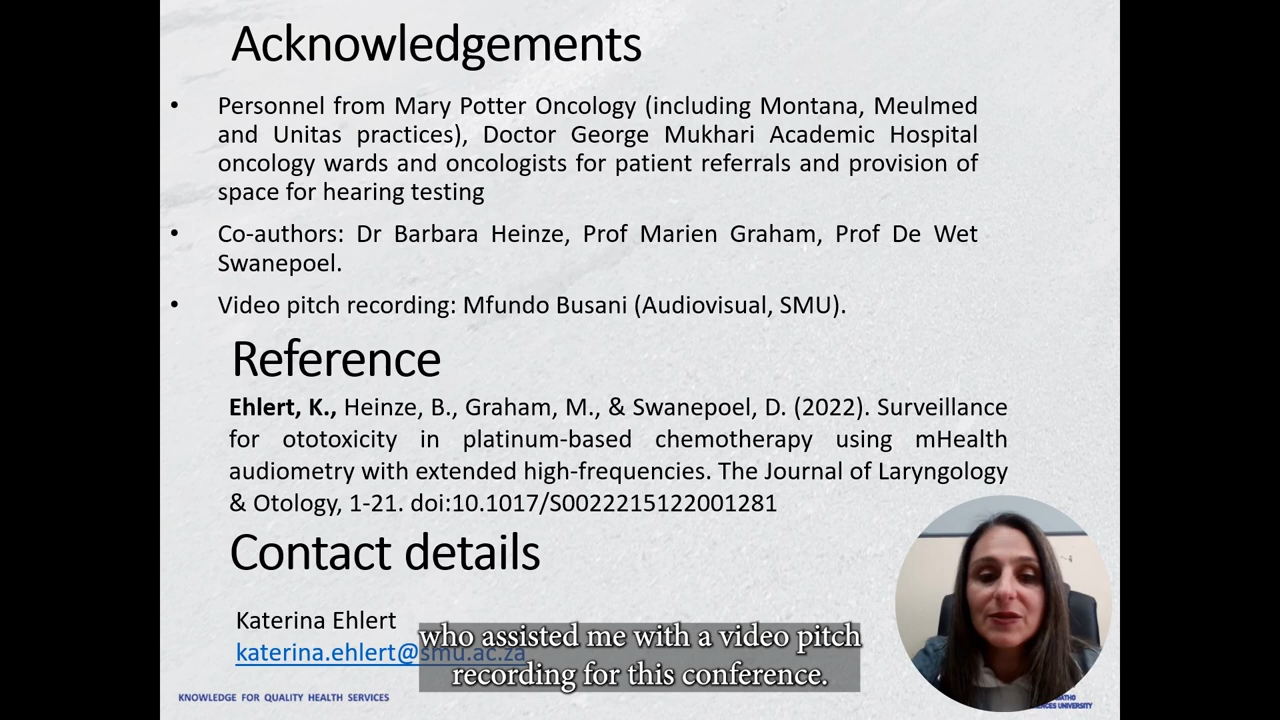 Acknowledgements
• Personnel from Mary Potter Oncology (including Montana, Meulmed
and Unitas practices), Doctor George Mukhari Academic Hospital
oncology wards and oncologists for patient referrals and provision of
space for hearing testing
• Co-authors: Dr Barbara Heinze, Prof Marien Graham, Prof De Wet
Swanepoel.
• Video pitch recording: Mfundo Busani (Audiovisual, SMU).
Reference
Ehlert, K., Heinze, B., Graham, M., & Swanepoel, D. (2022). Surveillance
for ototoxicity in platinum-based chemotherapy using mHealth
audiometry with extended high-frequencies. The Journal of Laryngology
& Otology, 1-21. doi:10.1017/S0022215122001281
Contact details
Katerina Ehlert
katerina.ehlert@smu.ac.za
who assisted me with a video pitch
recording for this conference.
KNOWLEDGE FOR QUALITY HEALTH SERVICES
UNIVERSITY